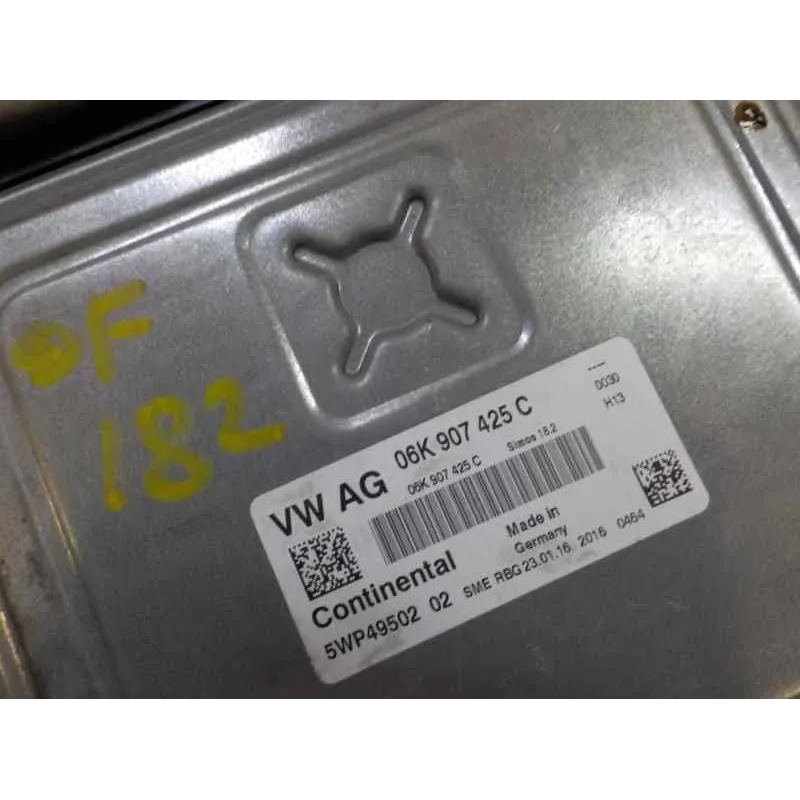 OF
182
VW AG 06K 907 425 C
06K 907 425 C Simos 18.2
----
0030
H13
Made in
Germany
Continental
5WP49502 02 SME RBG 23.01.16 2016 0464